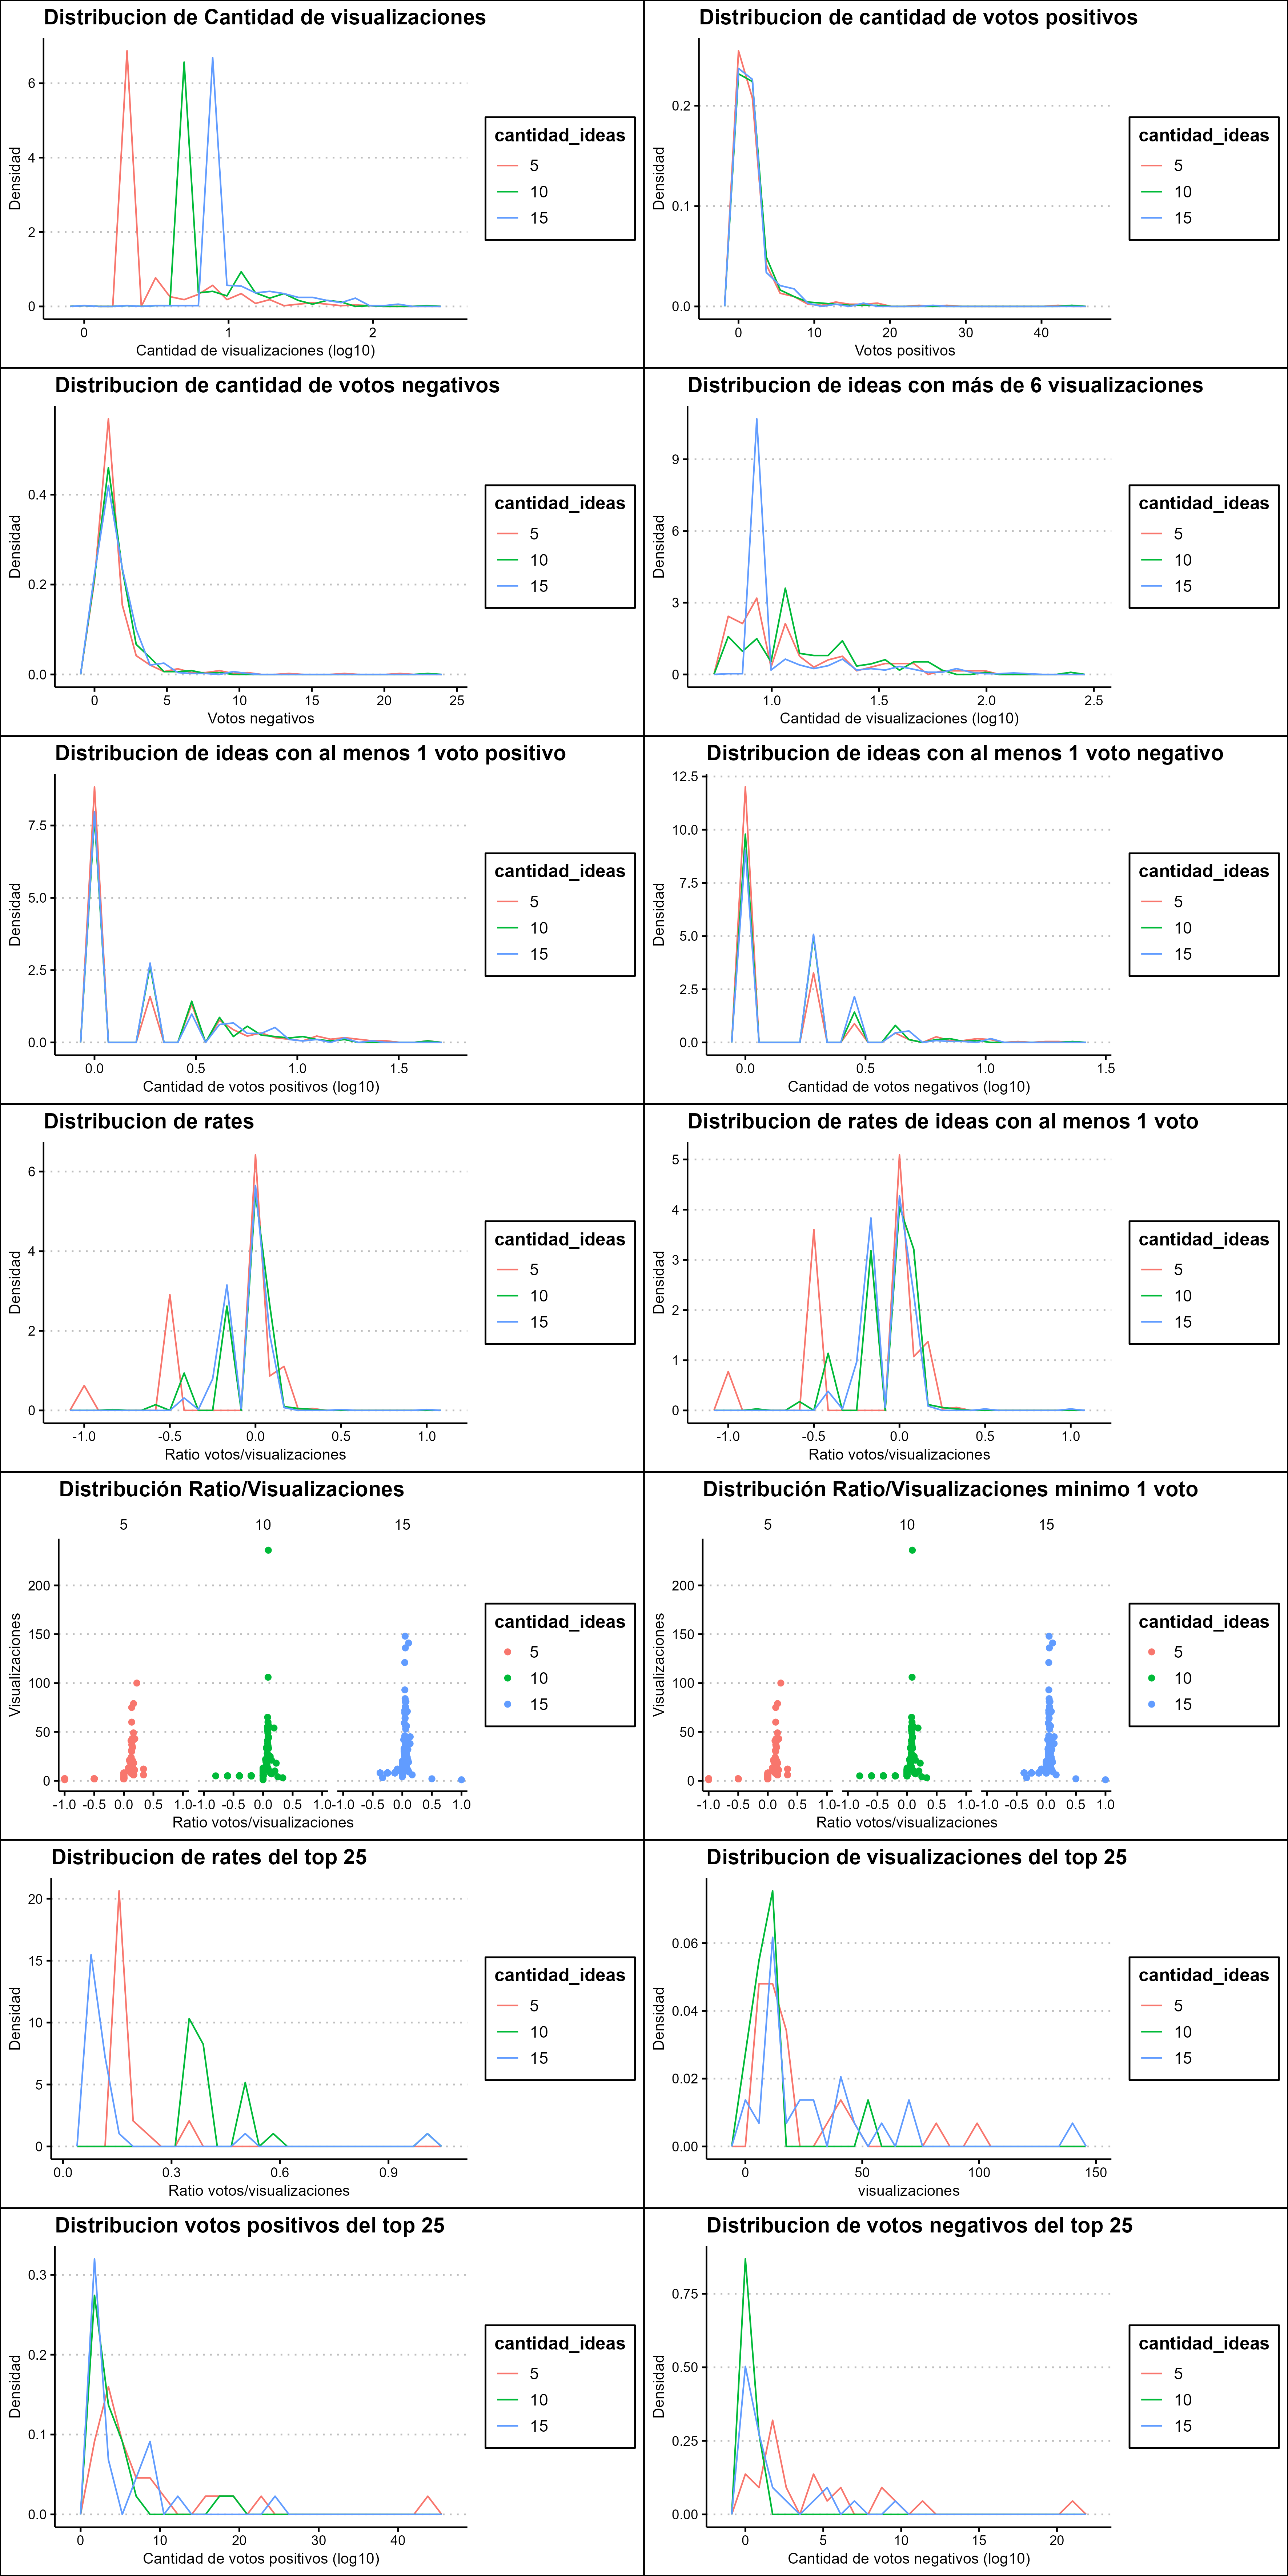 Distribucion de Cantidad de visualizaciones
Densidad
6
4
2
0
0 1 2
Cantidad de visualizaciones (log10)
cantidad_ideas
5
10
15
Distribucion de cantidad de votos positivos
Densidad
0.2
0.1
0.0
0 10 20 30 40
Votos positivos
cantidad_ideas
5
10
15
Distribucion de cantidad de votos negativos
Densidad
0.4
0.2
0.0
0 5 10 15 20 25
Votos negativos
cantidad_ideas
5
10
15
Distribucion de ideas con más de 6 visualizaciones
Densidad
9
6
3
0
1.0 1.5 2.0 2.5
Cantidad de visualizaciones (log10)
cantidad_ideas
5
10
15
Distribucion de ideas con al menos 1 voto positivo
Densidad
7.5
5.0
2.5
0.0
0.0 0.5 1.0 1.5
Cantidad de votos positivos (log10)
cantidad_ideas
5
10
15
Distribucion de ideas con al menos 1 voto negativo
Densidad
12.5
10.0
7.5
5.0
2.5
0.0
0.0 0.5 1.0 1.5
Cantidad de votos negativos (log10)
cantidad_ideas
5
10
15
Distribucion de rates
Densidad
6
4
2
0
-1.0 -0.5 0.0 0.5 1.0
Ratio votos/visualizaciones
cantidad_ideas
5
10
15
Distribucion de rates de ideas con al menos 1 voto
Densidad
5
4
3
2
1
0
-1.0 -0.5 0.0 0.5 1.0
Ratio votos/visualizaciones
cantidad_ideas
5
10
15
Distribución Ratio/Visualizaciones
5 10 15
Visualizaciones
200
150
100
50
0
-1.0 -0.5 0.0 0.5 1.0 -1.0 -0.5 0.0 0.5 1.0 -1.0 -0.5 0.0 0.5 1.0
Ratio votos/visualizaciones
cantidad_ideas
5
10
15
Distribución Ratio/Visualizaciones minimo 1 voto
5 10 15
Visualizaciones
200
150
100
50
0
-1.0 -0.5 0.0 0.5 1.0 -1.0 -0.5 0.0 0.5 1.0 -1.0 -0.5 0.0 0.5 1.0
Ratio votos/visualizaciones
cantidad_ideas
5
10
15
Distribucion de rates del top 25
Densidad
20
15
10
5
0
0.0 0.3 0.6 0.9
Ratio votos/visualizaciones
cantidad_ideas
5
10
15
Distribucion de visualizaciones del top 25
Densidad
0.06
0.04
0.02
0.00
0 50 100 150
visualizaciones
cantidad_ideas
5
10
15
Distribucion votos positivos del top 25
Densidad
0.3
0.2
0.1
0.0
0 10 20 30 40
Cantidad de votos positivos (log10)
cantidad_ideas
5
10
15
Distribucion de votos negativos del top 25
Densidad
0.75
0.50
0.25
0.00
0 5 10 15 20
Cantidad de votos negativos (log10)
cantidad_ideas
5
10
15